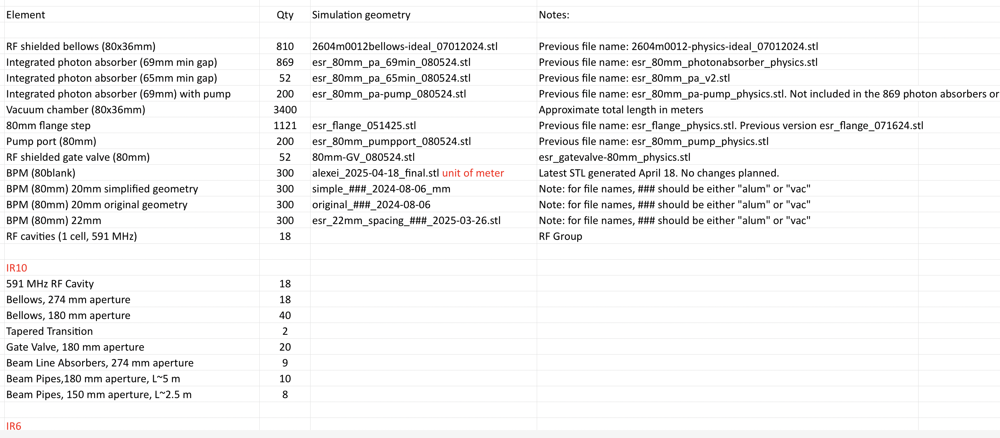 Element Qty Simulation geometry Notes:
RF shielded bellows (80x36mm) 810 2604m0012bellows-ideal_07012024.stl Previous file name: 2604m0012-physics-ideal_07012024.stl
Integrated photon absorber (69mm min gap) 869 esr_80mm_pa_69min_080524.stl Previous file name: esr_80mm_photonabsorber_physics.stl
Integrated photon absorber (65mm min gap) 52 esr_80mm_pa_65min_080524.stl Previous file name: esr_80mm_pa_v2.stl
Integrated photon absorber (69mm) with pump 200 esr_80mm_pa-pump_080524.stl Previous file name: esr_80mm_pa-pump_physics.stl. Not included in the 869 photon absorbers or
Vacuum chamber (80x36mm) 3400 Approximate total length in meters
80mm flange step 1121 esr_flange_051425.stl Previous file name: esr_flange_physics.stl. Previous version esr_flange_071624.stl
Pump port (80mm) 200 esr_80mm_pumpport_080524.stl Previous file name: esr_80mm_pump_physics.stl
RF shielded gate valve (80mm) 52 80mm-GV_080524.stl esr_gatevalve-80mm_physics.stl
BPM (80blank) 300 alexei_2025-04-18_final.stl unit of meter Latest STL generated April 18. No changes planned.
BPM (80mm) 20mm simplified geometry 300 simple_###_2024-08-06_mm Note: for file names, ### should be either "alum" or "vac"
BPM (80mm) 20mm original geometry 300 original_###_2024-08-06 Note: for file names, ### should be either "alum" or "vac"
BPM (80mm) 22mm 300 esr_22mm_spacing_###_2025-03-26.stl Note: for file names, ### should be either "alum" or "vac"
RF cavities (1 cell, 591 MHz) 18 RF Group
IR10
591 MHz RF Cavity 18
Bellows, 274 mm aperture 18
Bellows, 180 mm aperture 40
Tapered Transition 2
Gate Valve, 180 mm aperture 20
Beam Line Absorbers, 274 mm aperture 9
Beam Pipes,180 mm aperture, L~5 m 10
Beam Pipes, 150 mm aperture, L~2.5 m 8
IR6